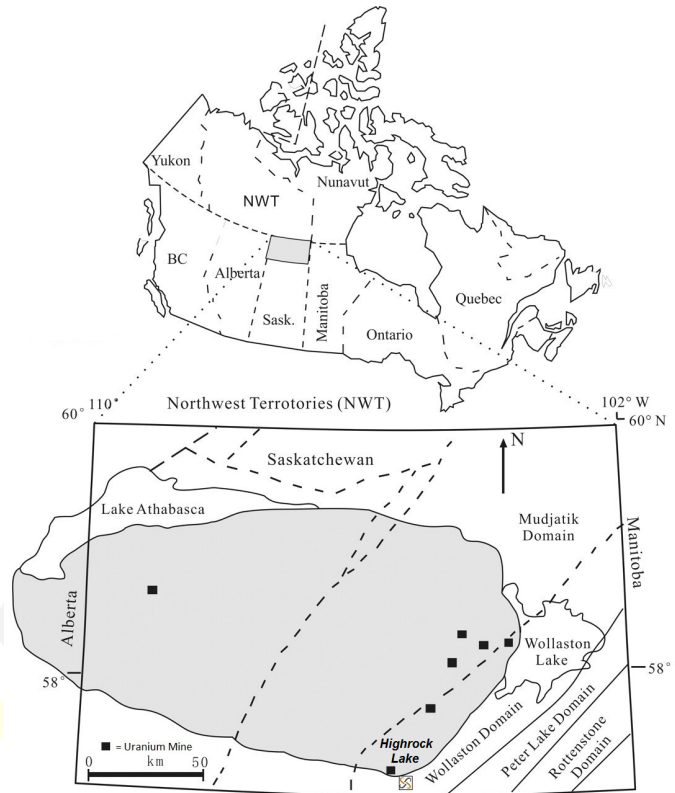 Yukon
NWT
Nunavut
BC
Alberta
Sask.
Manitoba
Ontario
Quebec
60° 110°
Northwest Terrotories (NWT)
102° W
60° N
N
Saskatchewan
Lake Athabasca
Mudjatik
Domain
Manitoba
Alberta
Wollaston
Lake
58°
58°
Highrock
Lake
Wollaston Domain
Peter Lake Domain
Rottenstone
Domain
= Uranium Mine
0 km 50